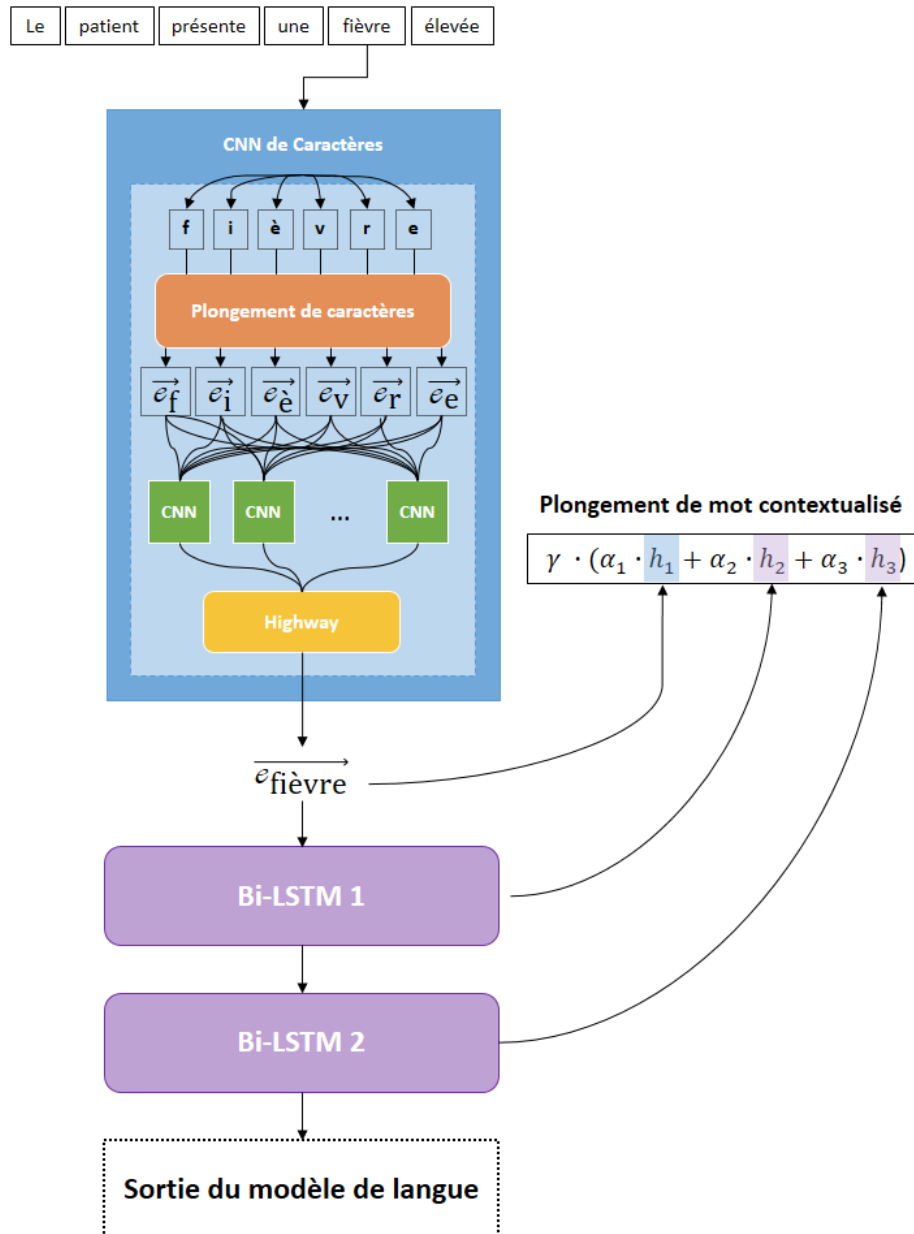 Le patient présente une fièvre élevée
CNN de Caractères
f i è v r e
Plongement de caractères
e_f e_i e_è e_v e_r e_e
CNN CNN ... CNN
Highway
Plongement de mot contextualisé
γ · (α₁ · h₁ + α₂ · h₂ + α₃ · h₃)
e_fièvre
Bi-LSTM 1
Bi-LSTM 2
Sortie du modèle de langue